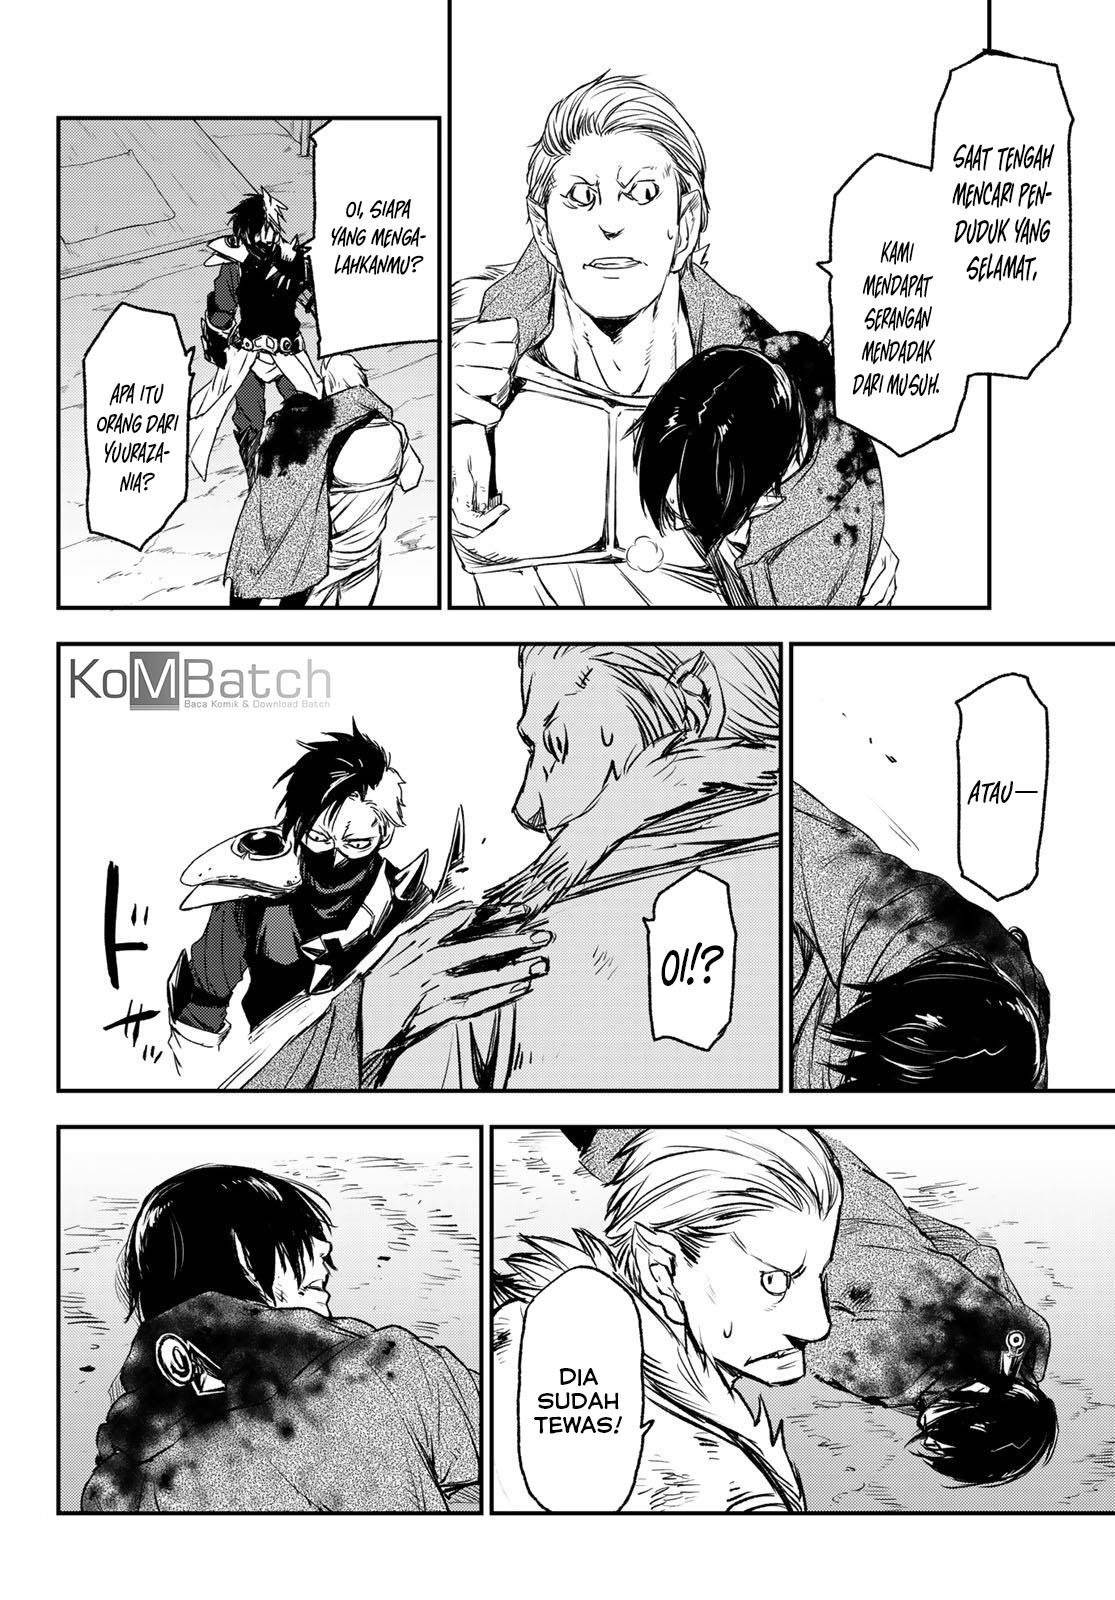 SAAT TENGAH
MENCARI PEN-
DUDUK YANG
SELAMAT,
KAMI
MENDAPAT
SERANGAN
MENDADAK
DARI MUSUH.
OI, SIAPA
YANG MENGA-
LAHKANMU?
APA ITU
ORANG DARI
YUURAZA-
NIA?
ATAU—
OI!?
KoMBatch
Baca Komik & Download Batch
ドサッ
DIA
SUDAH
TEWAS!